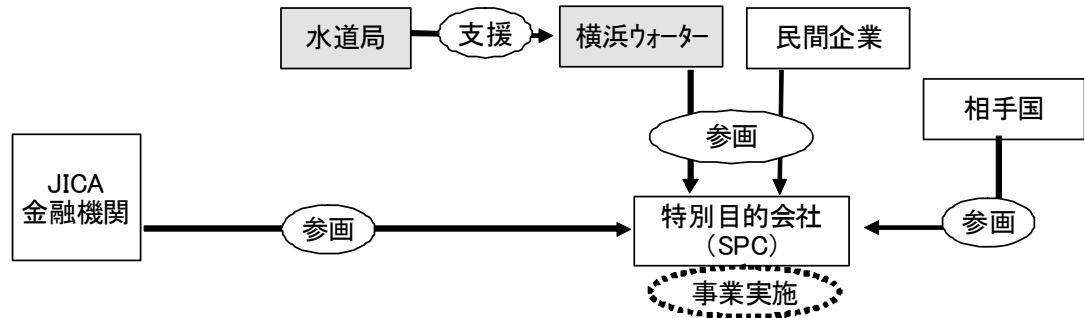 水道局
支援
横浜ウォーター
民間企業
参画
相手国
JICA
金融機関
参画
特別目的会社
（SPC）
参画
事業実施